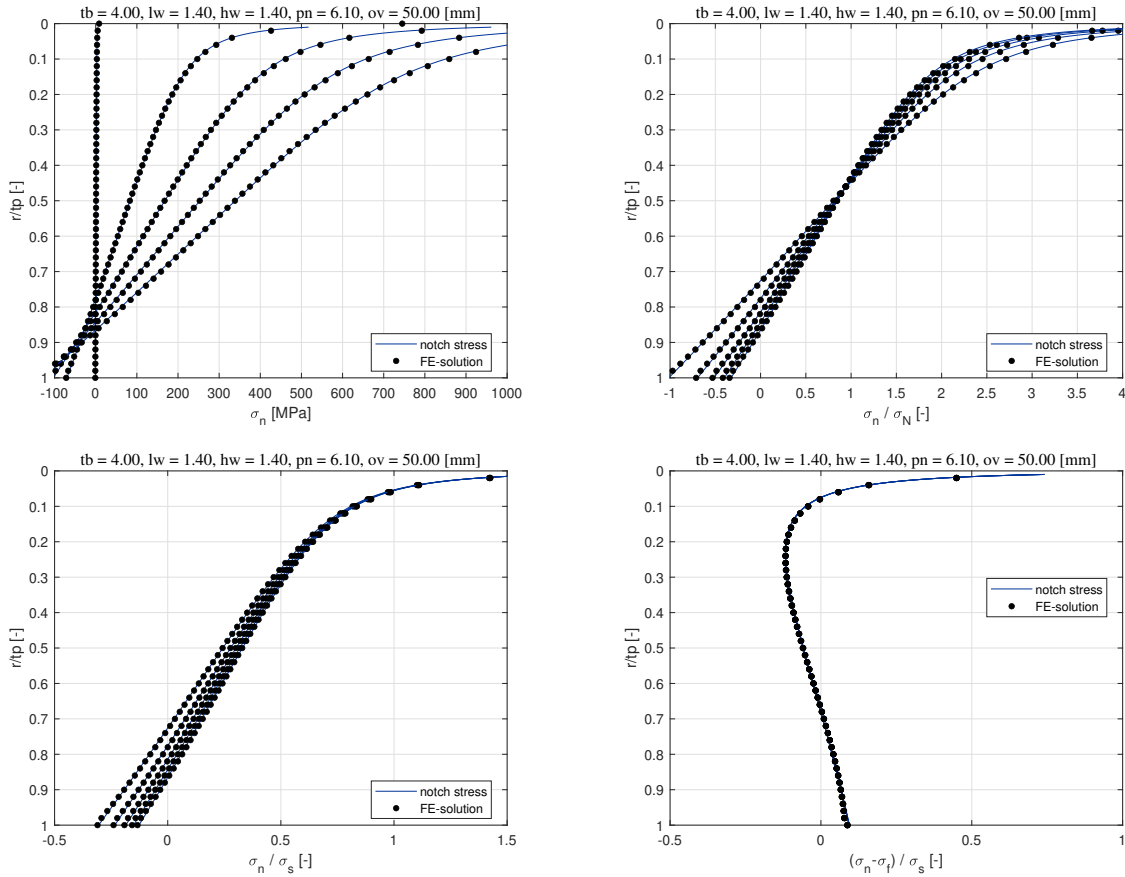 tb = 4.00, lw = 1.40, hw = 1.40, pn = 6.10, ov = 50.00 [mm]
0
0.1
0.2
0.3
0.4
0.5
0.6
0.7
0.8
0.9
1
r/tp [-]
notch stress
FE-solution
-100 0 100 200 300 400 500 600 700 800 900 1000
σn [MPa]
tb = 4.00, lw = 1.40, hw = 1.40, pn = 6.10, ov = 50.00 [mm]
0
0.1
0.2
0.3
0.4
0.5
0.6
0.7
0.8
0.9
1
r/tp [-]
notch stress
FE-solution
-1 -0.5 0 0.5 1 1.5 2 2.5 3 3.5 4
σn / σN [-]
tb = 4.00, lw = 1.40, hw = 1.40, pn = 6.10, ov = 50.00 [mm]
0
0.1
0.2
0.3
0.4
0.5
0.6
0.7
0.8
0.9
1
r/tp [-]
notch stress
FE-solution
-0.5 0 0.5 1 1.5
σn / σs [-]
tb = 4.00, lw = 1.40, hw = 1.40, pn = 6.10, ov = 50.00 [mm]
0
0.1
0.2
0.3
0.4
0.5
0.6
0.7
0.8
0.9
1
r/tp [-]
notch stress
FE-solution
-0.5 0 0.5 1
(σn-σf) / σs [-]